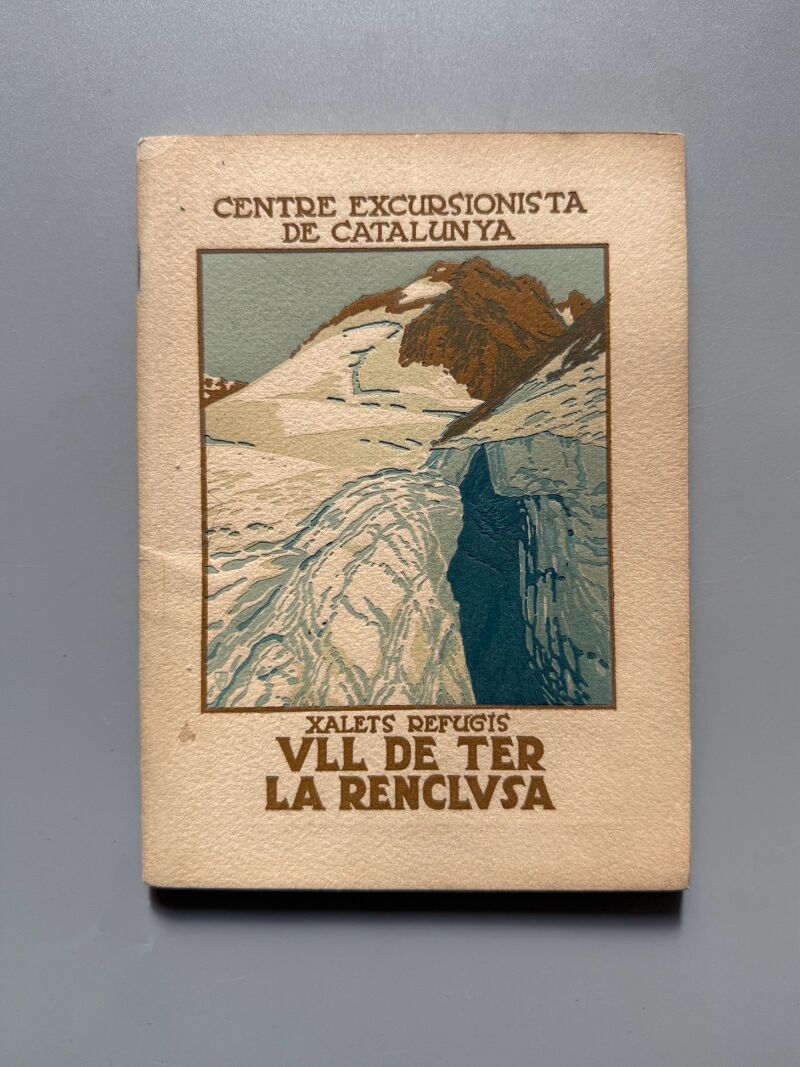 CENTRE EXCURSIONISTA
DE CATALUNYA
XALETS REFUGIS
VLL DE TER
LA RENCLVSA